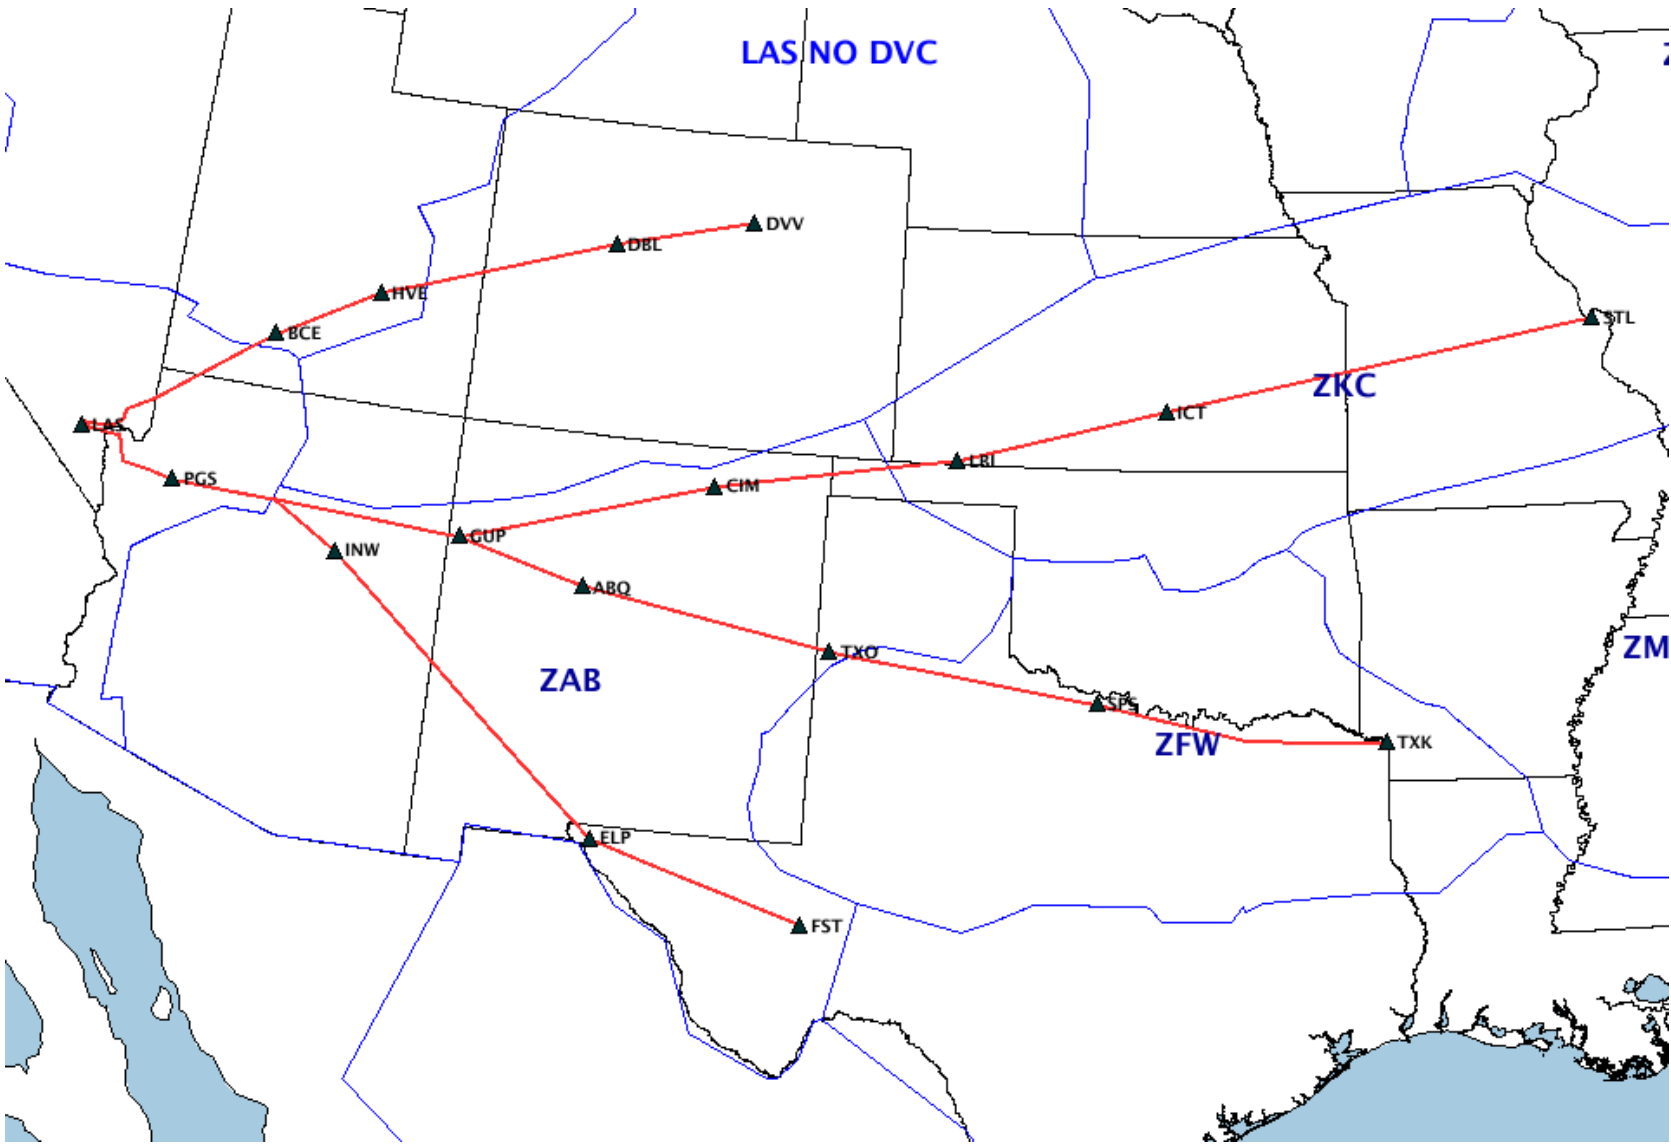 LAS NO DVC
Z
DVV
DBL
HVE
BCE
STL
ZKC
ICT
LAS
LBL
PGS
CIM
GUP
INW
ABQ
TXO
ZM
ZAB
SPS
ZFW
TXK
ELP
FST